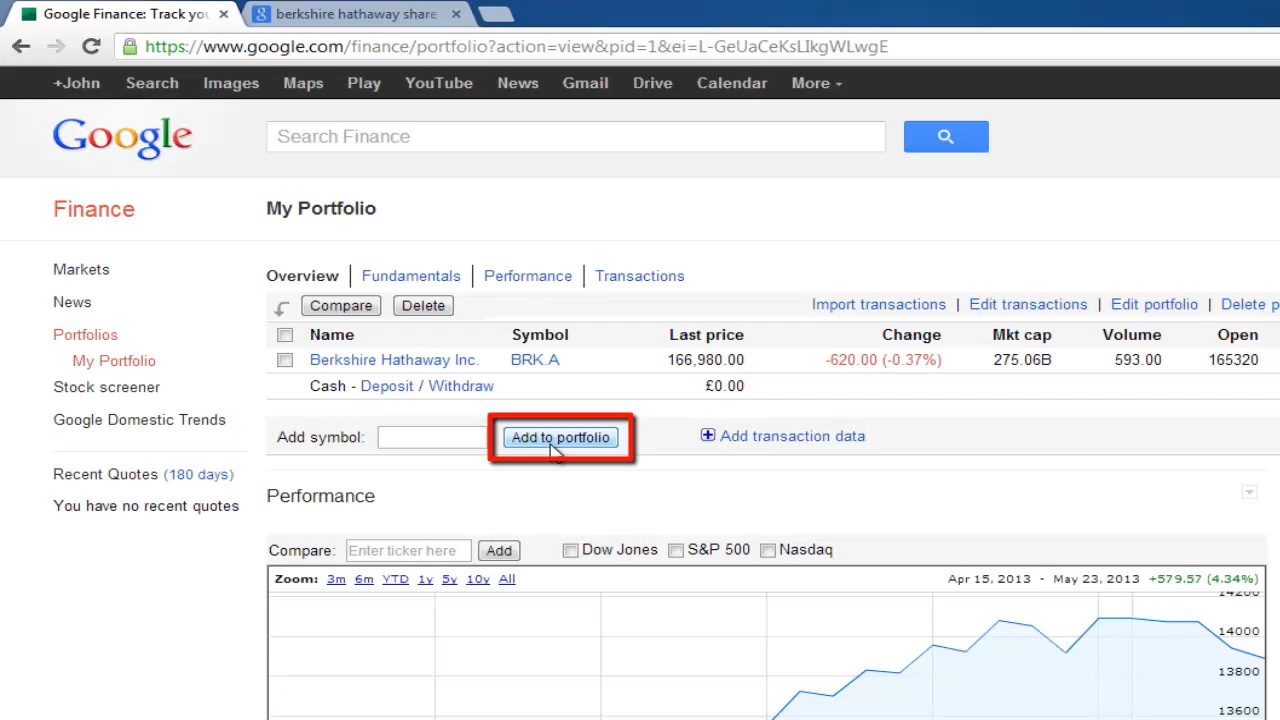 Google Finance: Track you
berkshire hathaway share
https://www.google.com/finance/portfolio?action=view&pid=1&ei=L-GeUaCeKsLIkgWLwgE
+John Search Images Maps Play YouTube News Gmail Drive Calendar More
Google Search Finance
Finance
My Portfolio
Markets
News
Portfolios
My Portfolio
Stock screener
Google Domestic Trends
Recent Quotes (180 days)
You have no recent quotes
Overview | Fundamentals | Performance | Transactions
Compare Delete Import transactions | Edit transactions | Edit portfolio | Delete p
Name Symbol Last price Change Mkt cap Volume Open
Berkshire Hathaway Inc. BRK.A 166,980.00 -620.00 (-0.37%) 275.06B 593.00 165320
Cash - Deposit / Withdraw £0.00
Add symbol: Add to portfolio Add transaction data
Performance
Compare: Enter ticker here Add Dow Jones S&P 500 Nasdaq
Zoom: 3m 6m YTD 1y 5y 10y All Apr 15, 2013 - May 23, 2013 +579.57 (4.34%)
14200
14000
13800
13600